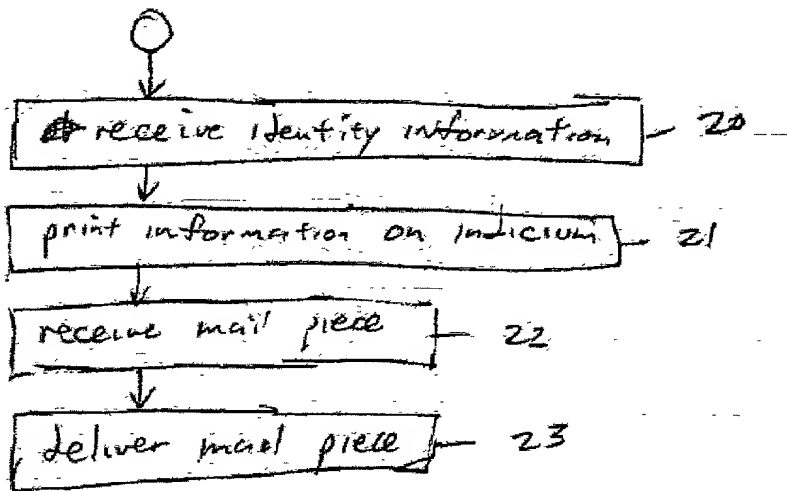 receive identity information 20
print information on indicium 21
receive mail piece 22
deliver mail piece 23